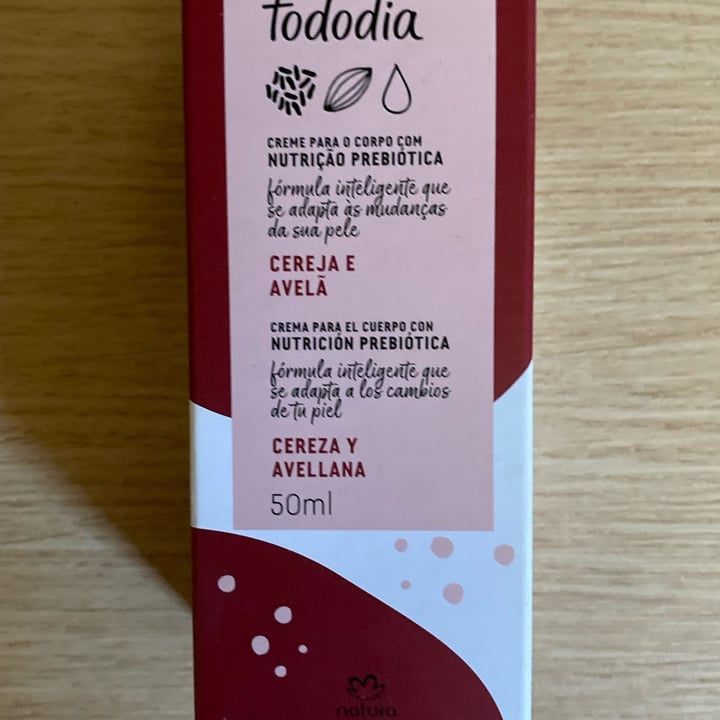 tododia
CREME PARA O CORPO COM
NUTRIÇÃO PREBIÓTICA
fórmula inteligente que
se adapta às mudanças
da sua pele
CEREJA E
AVELÃ
CREMA PARA EL CUERPO CON
NUTRICIÓN PREBIÓTICA
fórmula inteligente que
se adapta a los cambios
de tu piel
CEREZA Y
AVELLANA
50ml
natura